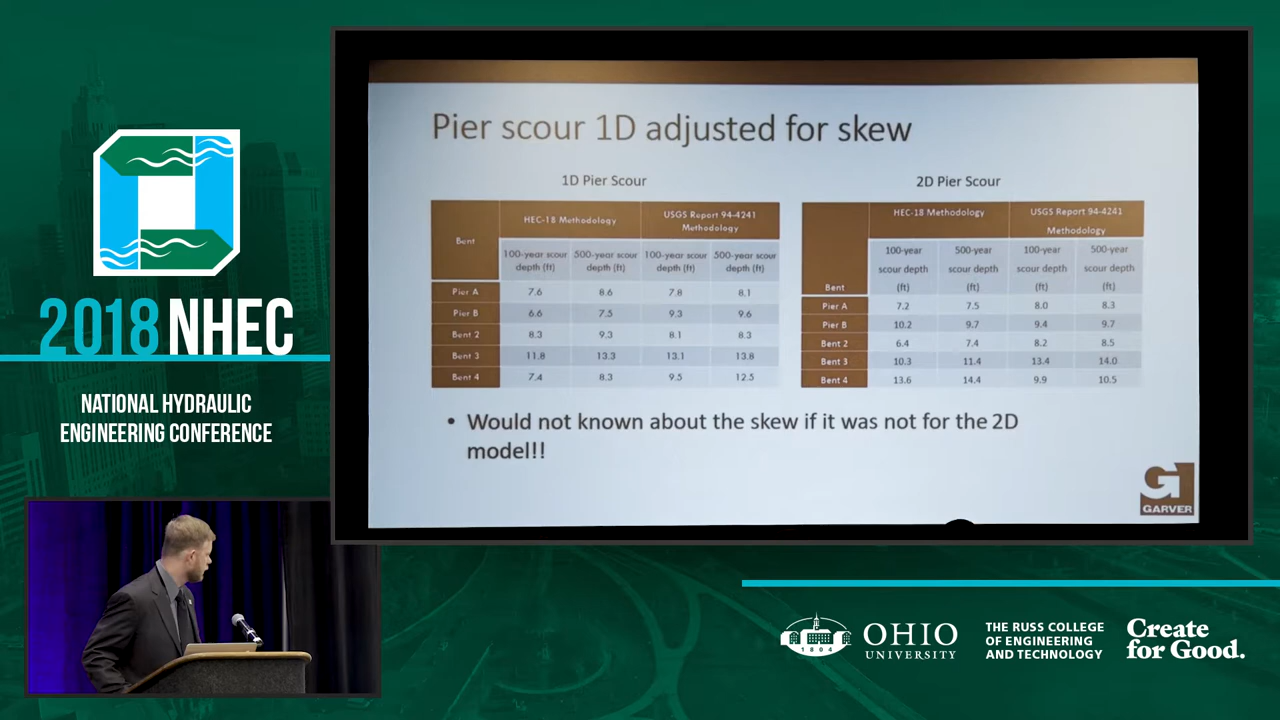 Pier scour 1D adjusted for skew
1D Pier Scour
Bent
HEC-18 Methodology
USGS Report 94-4241
Methodology
100-year scour
depth (ft)
500-year scour
depth (ft)
100-year scour
depth (ft)
500-year scour
depth (ft)
Pier A 7.6 8.6 7.8 8.1
Pier B 6.6 7.5 9.3 9.6
Bent 2 8.3 9.3 8.1 8.3
Bent 3 11.8 13.3 13.1 13.8
Bent 4 7.4 8.3 9.5 12.5
2D Pier Scour
Bent
HEC-18 Methodology
USGS Report 94-4241
Methodology
100-year
scour depth
(ft)
500-year
scour depth
(ft)
100-year
scour depth
(ft)
500-year
scour depth
(ft)
Pier A 7.2 7.5 8.0 8.3
Pier B 10.2 9.7 9.4 9.7
Bent 2 6.4 7.4 8.2 8.5
Bent 3 10.3 11.4 13.4 14.0
Bent 4 13.6 14.4 9.9 10.5
• Would not known about the skew if it was not for the 2D
model!!
GARVER
2018 NHEC
NATIONAL HYDRAULIC
ENGINEERING CONFERENCE
1804
OHIO
UNIVERSITY
THE RUSS COLLEGE
OF ENGINEERING
AND TECHNOLOGY
Create
for Good.